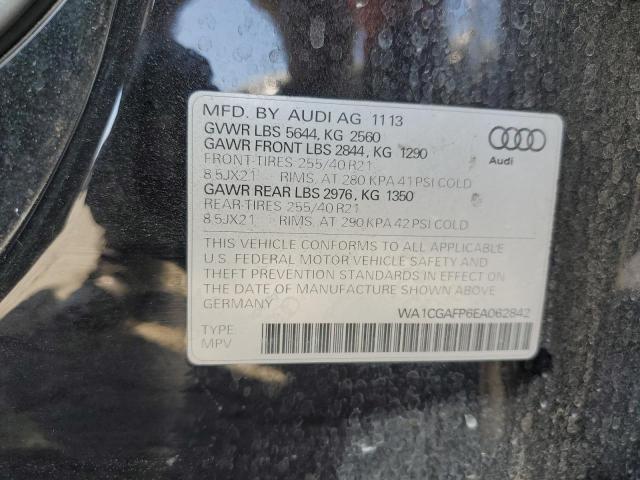 MFD. BY AUDI AG 11 13
GVWR LBS 5644, KG 2560
GAWR FRONT LBS 2844, KG 1290
FRONT-TIRES 255/40 R21
8.5JX21 RIMS, AT 280 KPA 41 PSI COLD
GAWR REAR LBS 2976, KG 1350
REAR-TIRES 255/40 R21
8.5JX21 RIMS, AT 290 KPA 42 PSI COLD
Audi
THIS VEHICLE CONFORMS TO ALL APPLICABLE
U.S. FEDERAL MOTOR VEHICLE SAFETY AND
THEFT PREVENTION STANDARDS IN EFFECT ON
THE DATE OF MANUFACTURE SHOWN ABOVE
GERMANY
WA1CGAFP6EA062842
TYPE
MPV